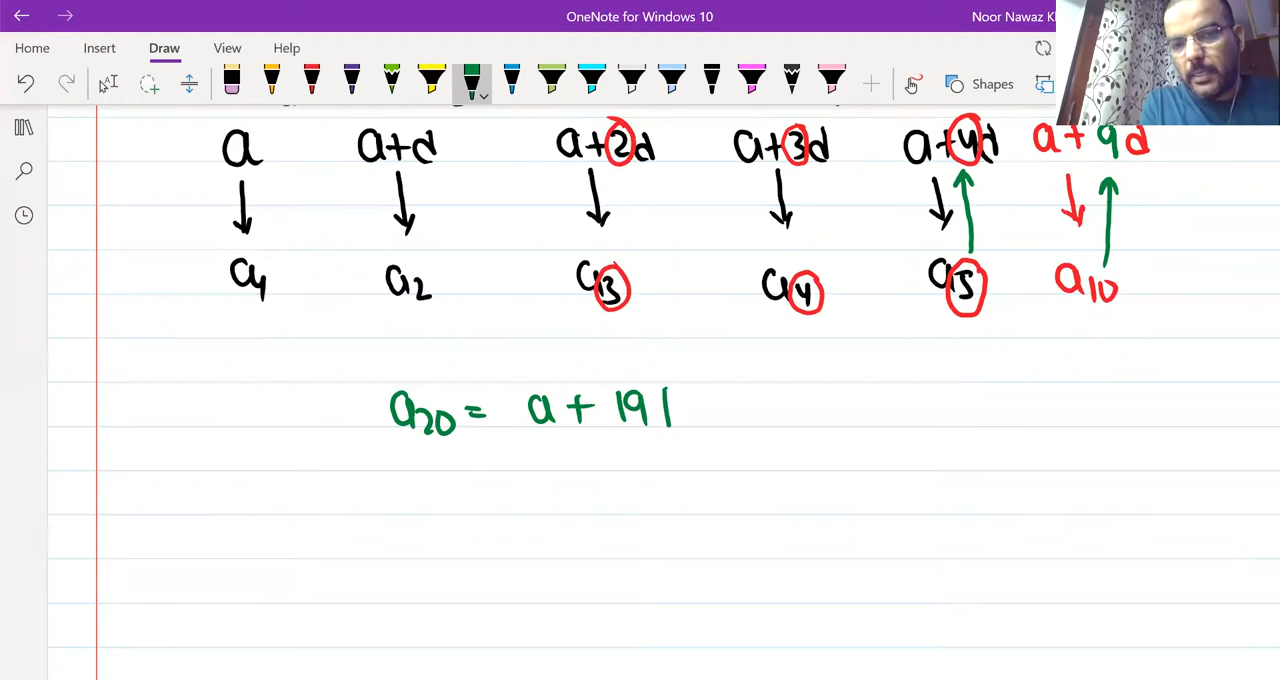 OneNote for Windows 10
Noor Nawaz Kh
Home Insert Draw View Help
Shapes
a a+d a+2d a+3d a+4d a+9d
a1 a2 a3 a4 a5 a10
a20 = a + 19